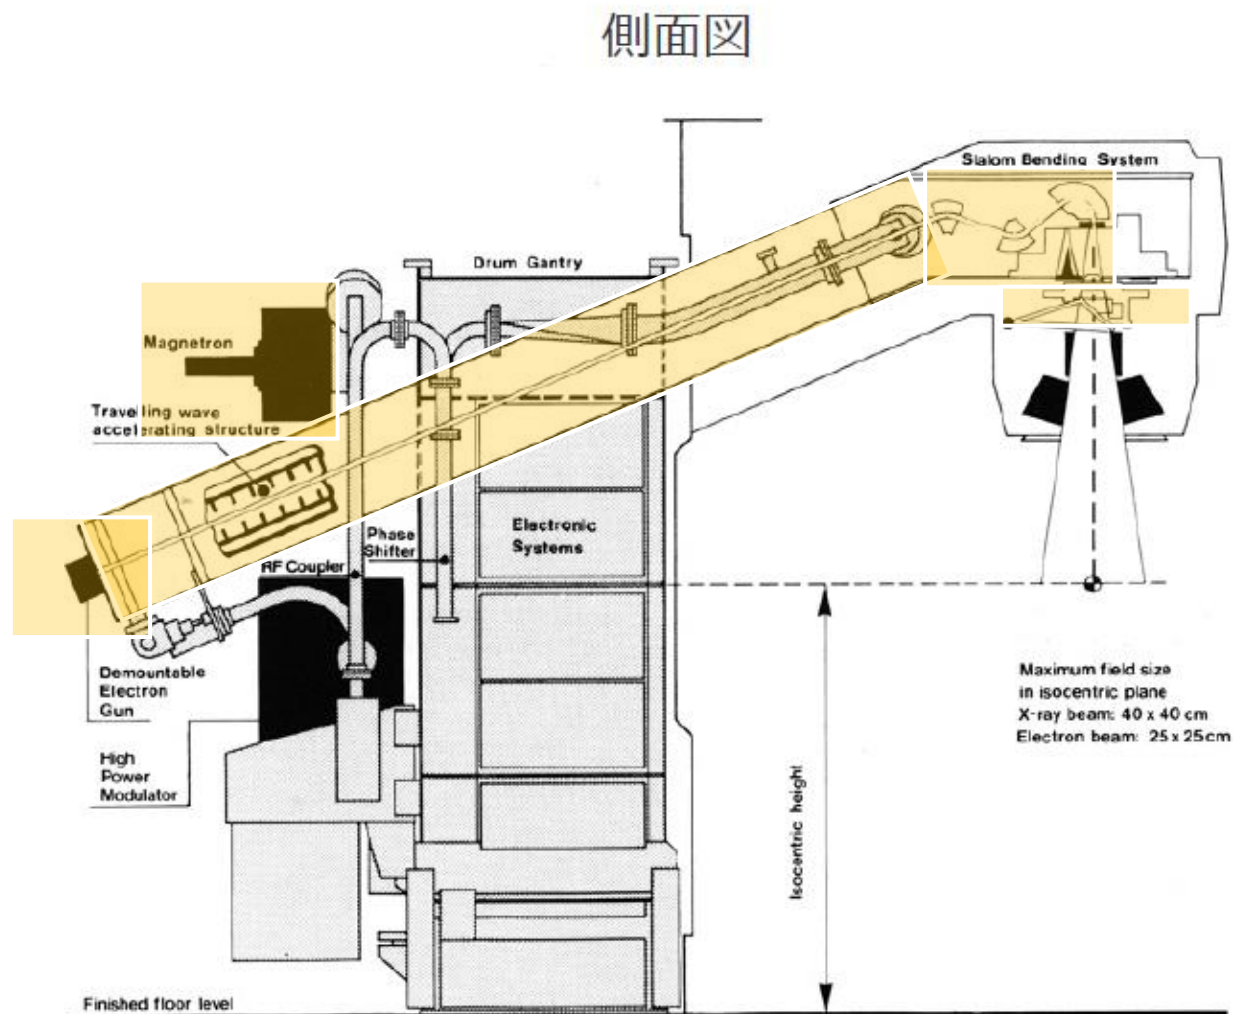 側面図
Slalom Bending System
Drum Gantry
Magnetron
Travelling wave
accelerating structure
Phase
Shifter
Electronic
Systems
RF Coupler
Demountable
Electron
Gun
High
Power
Modulator
Maximum field size
in isocentric plane
X-ray beam: 40 x 40 cm
Electron beam: 25 x 25cm
Isocentric height
Finished floor level